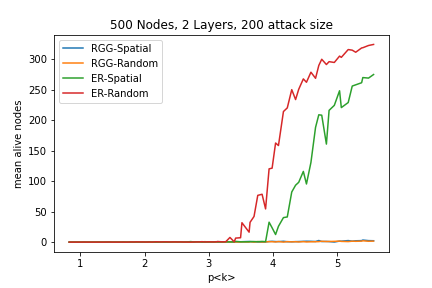 500 Nodes, 2 Layers, 200 attack size
RGG-Spatial
RGG-Random
ER-Spatial
ER-Random
mean alive nodes
300
250
200
150
100
50
0
1
2
3
4
5
p<k>